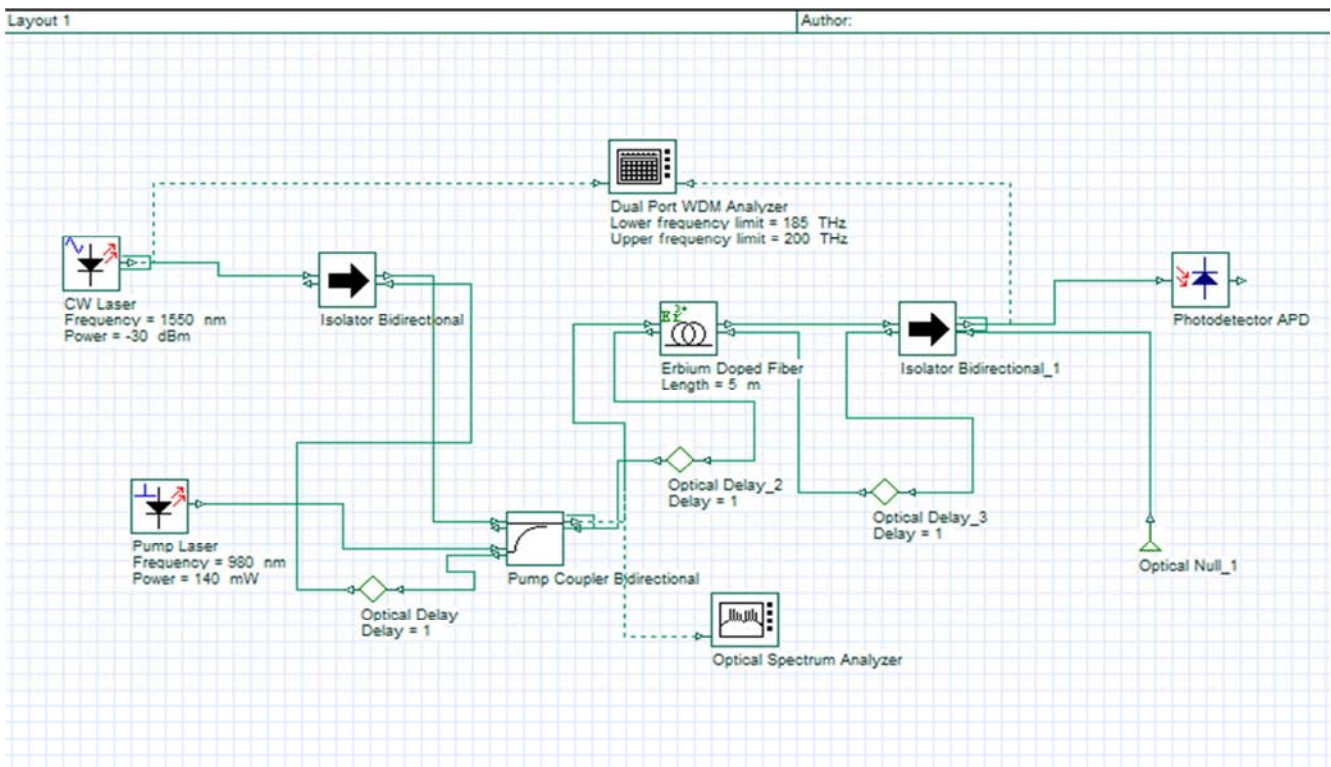 Layout 1
Author:
Dual Port WDM Analyzer
Lower frequency limit = 185 THz
Upper frequency limit = 200 THz
CW Laser
Frequency = 1550 nm
Power = -30 dBm
Isolator Bidirectional
Er 3+
Erbium Doped Fiber
Length = 5 m
Isolator Bidirectional_1
Photodetector APD
Optical Delay_2
Delay = 1
Optical Delay_3
Delay = 1
Pump Laser
Frequency = 980 nm
Power = 140 mW
Pump Coupler Bidirectional
Optical Null_1
Optical Delay
Delay = 1
Optical Spectrum Analyzer